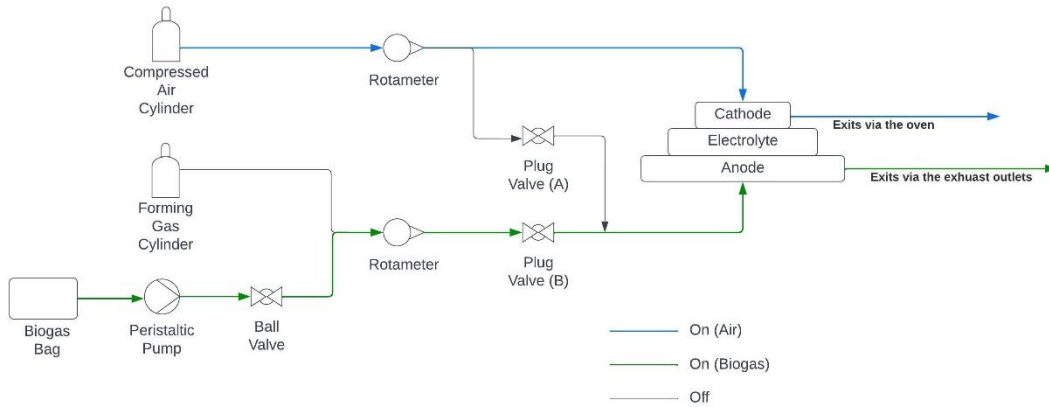 Compressed
Air
Cylinder
Rotameter
Cathode
Exits via the oven
Electrolyte
Anode
Exits via the exhuast outlets
Plug
Valve (A)
Forming
Gas
Cylinder
Rotameter
Plug
Valve (B)
Biogas
Bag
Peristaltic
Pump
Ball
Valve
On (Air)
On (Biogas)
Off